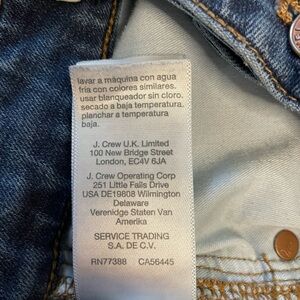 lavar a máquina con agua
fría con colores similares.
usar blanqueador sin cloro.
secado a baja temperatura.
planchar a temperatura
baja.
J. Crew U.K. Limited
100 New Bridge Street
London, EC4V 6JA
J. Crew Operating Corp
251 Little Falls Drive
USA DE19808 Wilmington
Delaware
Verenidge Staten Van
Amerika
SERVICE TRADING
S.A. DE C.V.
RN77388 CA56445